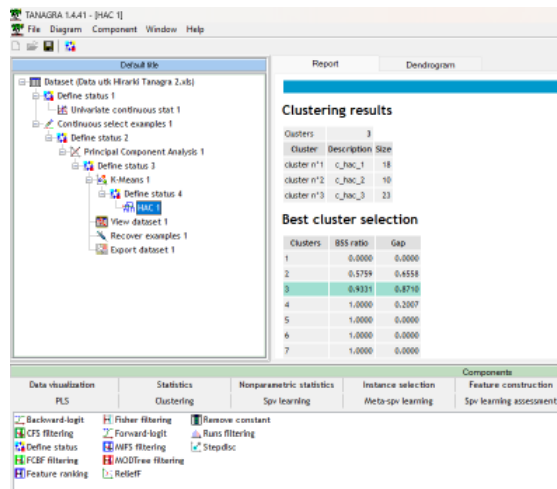 TANAGRA 1.4.41 - [HAC 1]
File Diagram Component Window Help
Default title
Dataset (Data utk Hirarki Tanagra 2.xls)
Define status 1
Univariate continuous stat 1
Continuous select examples 1
Define status 2
Principal Component Analysis 1
Define status 3
K-Means 1
Define status 4
HAC 1
View dataset 1
Recover examples 1
Export dataset 1
Report Dendrogram
Clustering results
Clusters 3
Cluster Description Size
cluster n°1 c_hac_1 18
cluster n°2 c_hac_2 10
cluster n°3 c_hac_3 23
Best cluster selection
Clusters BSS ratio Gap
1 0.0000 0.0000
2 0.5759 0.6558
3 0.9331 0.8710
4 1.0000 0.2007
5 1.0000 0.0000
6 1.0000 0.0000
7 1.0000 0.0000
Components
Data visualization Statistics Nonparametric statistics Instance selection Feature construction
PLS Clustering Spv learning Meta-spv learning Spv learning assessment
Backward-logit Fisher filtering Remove constant
CFS filtering Forward-logit Runs filtering
Define status MIFS filtering Stepdisc
FCBF filtering MODTree filtering
Feature ranking ReliefF